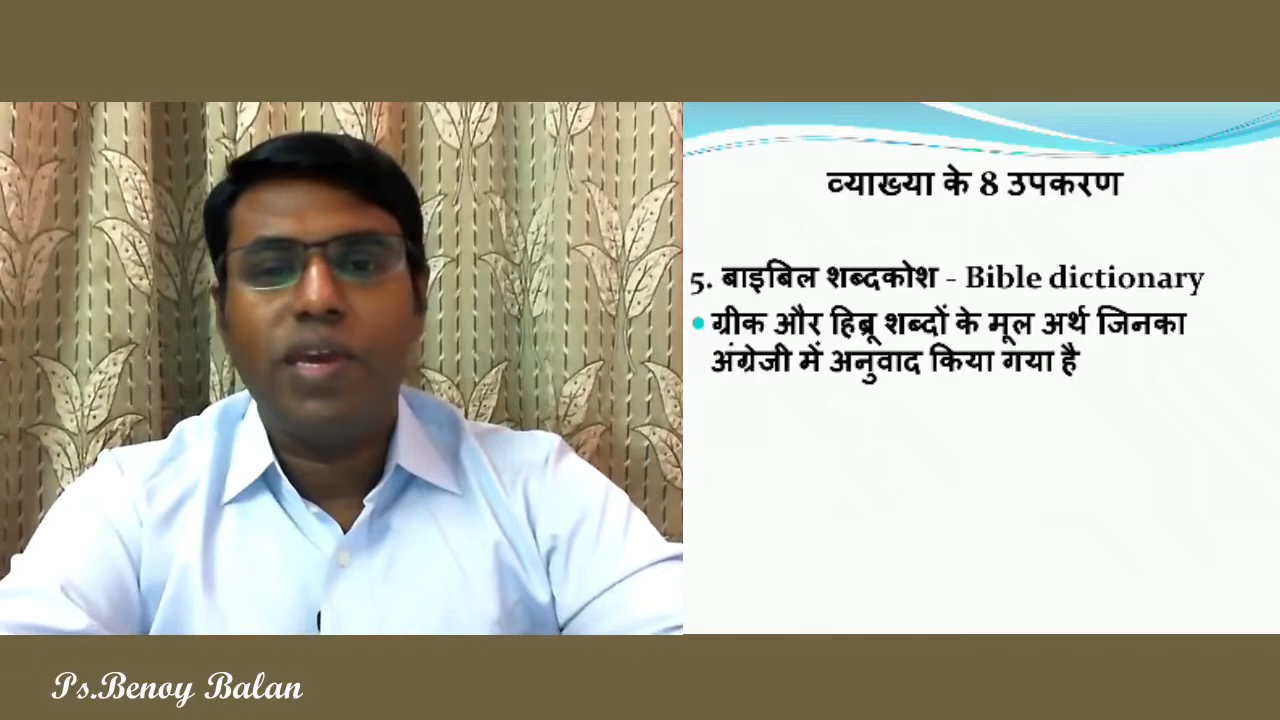 व्याख्या के 8 उपकरण
5. बाइबिल शब्दकोश - Bible dictionary
• ग्रीक और हिब्रू शब्दों के मूल अर्थ जिनका
अंग्रेजी में अनुवाद किया गया है
Ps.Benoy Balan